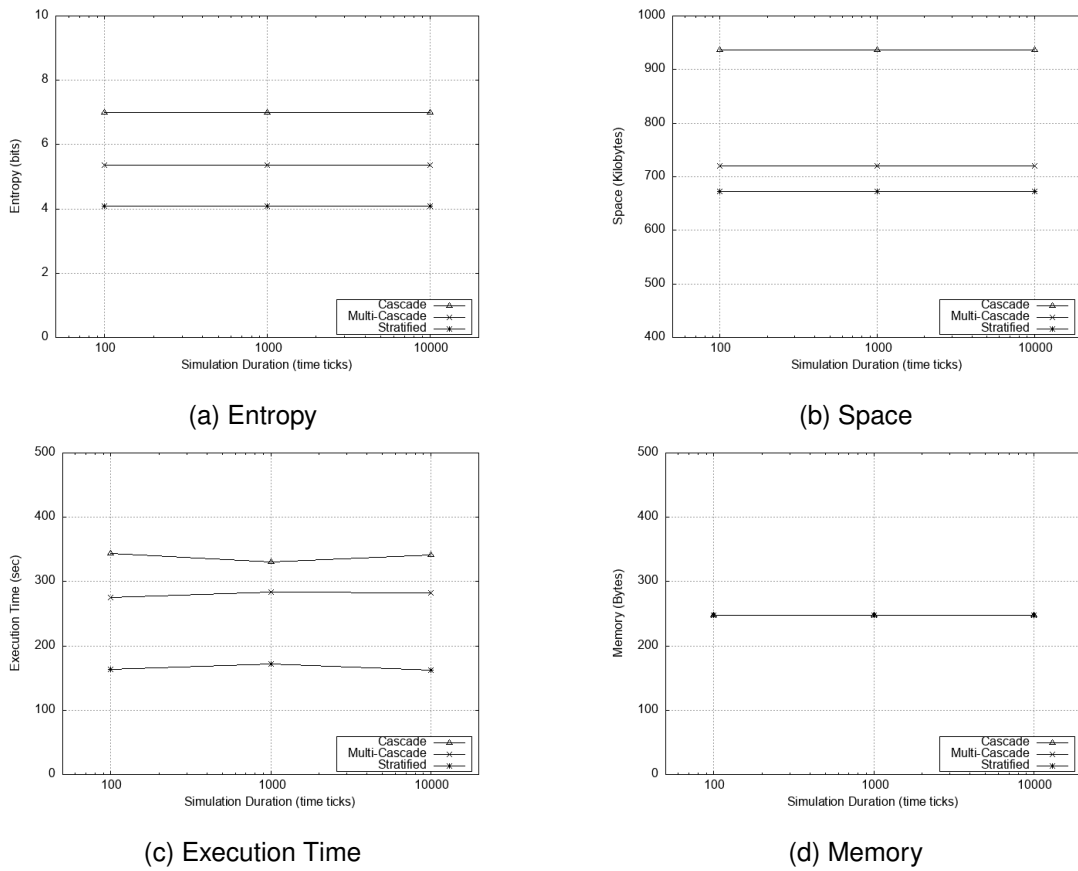 10
8
6
4
2
0
Entropy (bits)
100
1000
10000
Simulation Duration (time ticks)
Cascade
Multi-Cascade
Stratified
(a) Entropy
1000
900
800
700
600
500
400
Space (Kilobytes)
100
1000
10000
Simulation Duration (time ticks)
Cascade
Multi-Cascade
Stratified
(b) Space
500
400
300
200
100
0
Execution Time (sec)
100
1000
10000
Simulation Duration (time ticks)
Cascade
Multi-Cascade
Stratified
(c) Execution Time
500
400
300
200
100
0
Memory (Bytes)
100
1000
10000
Simulation Duration (time ticks)
Cascade
Multi-Cascade
Stratified
(d) Memory